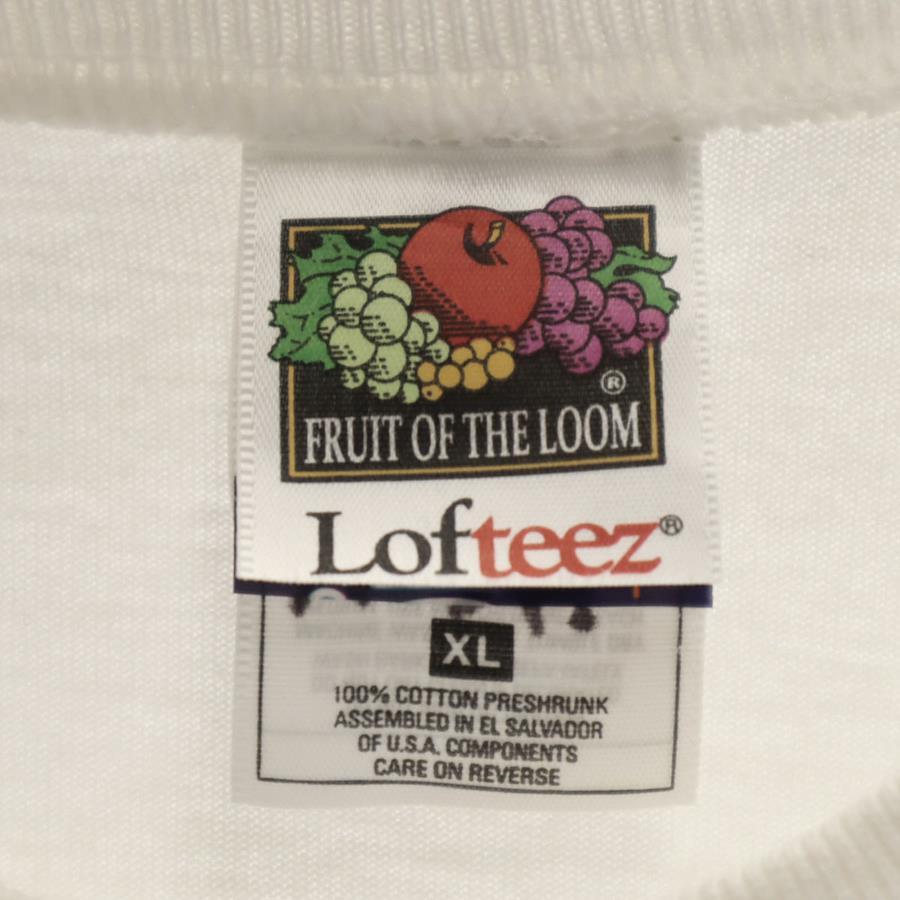 ®
FRUIT OF THE LOOM
Lofteez®
XL
100% COTTON PRESHRUNK
ASSEMBLED IN EL SALVADOR
OF U.S.A. COMPONENTS
CARE ON REVERSE